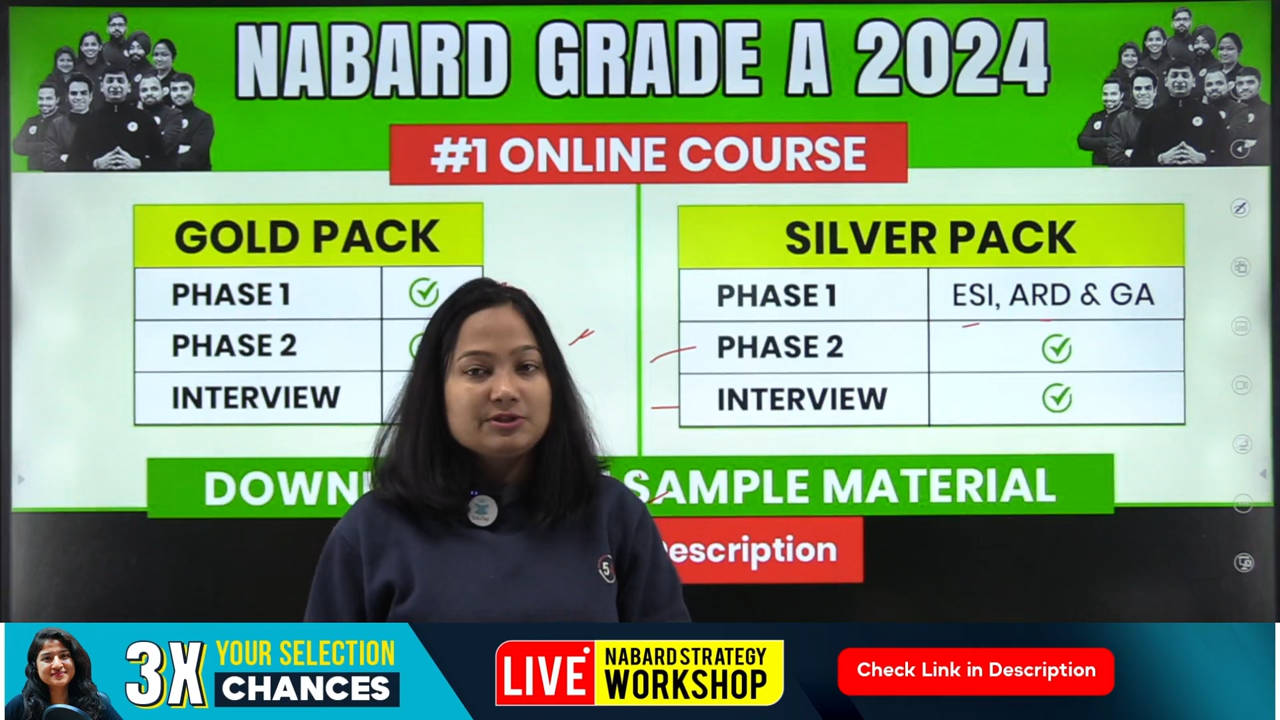 NABARD GRADE A 2024
#1 ONLINE COURSE
GOLD PACK
PHASE 1
PHASE 2
INTERVIEW
SILVER PACK
PHASE 1 ESI, ARD & GA
PHASE 2
INTERVIEW
SAMPLE MATERIAL
5
3X YOUR SELECTION
CHANCES
LIVE NABARD STRATEGY
WORKSHOP
Check Link in Description